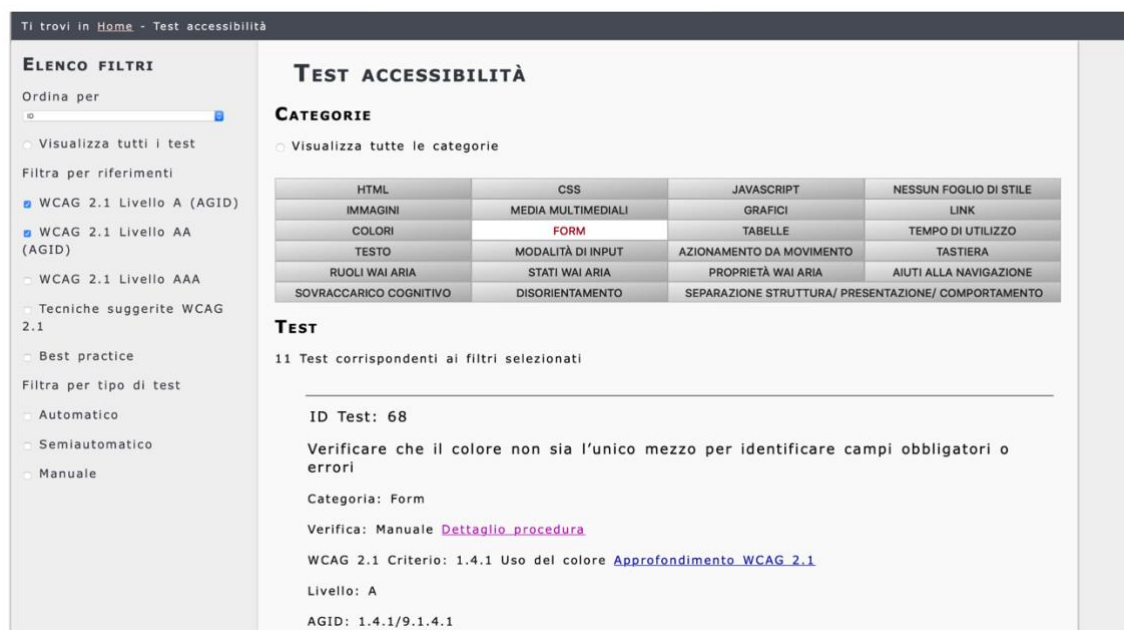 Ti trovi in Home - Test accessibilità
ELENCO FILTRI
Ordina per
ID
Visualizza tutti i test
Filtra per riferimenti
WCAG 2.1 Livello A (AGID)
WCAG 2.1 Livello AA
(AGID)
WCAG 2.1 Livello AAA
Tecniche suggerite WCAG
2.1
Best practice
Filtra per tipo di test
Automatico
Semiautomatico
Manuale
TEST ACCESSIBILITÀ
CATEGORIE
Visualizza tutte le categorie
HTML CSS JAVASCRIPT NESSUN FOGLIO DI STILE
IMMAGINI MEDIA MULTIMEDIALI GRAFICI LINK
COLORI FORM TABELLE TEMPO DI UTILIZZO
TESTO MODALITÀ DI INPUT AZIONAMENTO DA MOVIMENTO TASTIERA
RUOLI WAI ARIA STATI WAI ARIA PROPRIETÀ WAI ARIA AIUTI ALLA NAVIGAZIONE
SOVRACCARICO COGNITIVO DISORIENTAMENTO SEPARAZIONE STRUTTURA/ PRESENTAZIONE/ COMPORTAMENTO
TEST
11 Test corrispondenti ai filtri selezionati
ID Test: 68
Verificare che il colore non sia l’unico mezzo per identificare campi obbligatori o
errori
Categoria: Form
Verifica: Manuale Dettaglio procedura
WCAG 2.1 Criterio: 1.4.1 Uso del colore Approfondimento WCAG 2.1
Livello: A
AGID: 1.4.1/9.1.4.1